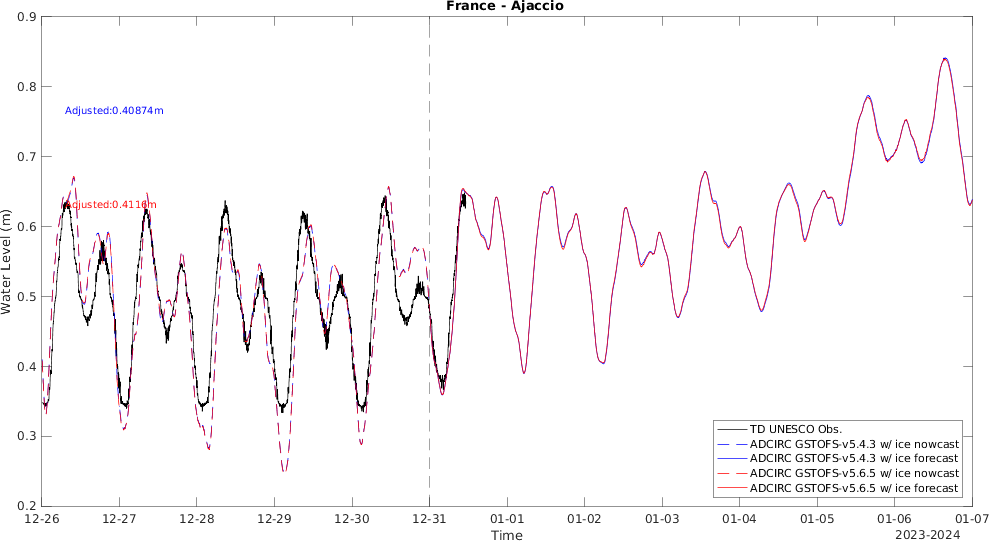 France - Ajaccio
0.9
0.8
0.7
0.6
0.5
0.4
0.3
0.2
Water Level (m)
Adjusted:0.40874m
Adjusted:0.4116m
TD UNESCO Obs.
ADCIRC GSTOFS-v5.4.3 w/ ice nowcast
ADCIRC GSTOFS-v5.4.3 w/ ice forecast
ADCIRC GSTOFS-v5.6.5 w/ ice nowcast
ADCIRC GSTOFS-v5.6.5 w/ ice forecast
12-26 12-27 12-28 12-29 12-30 12-31 01-01 01-02 01-03 01-04 01-05 01-06 01-07
Time
2023-2024